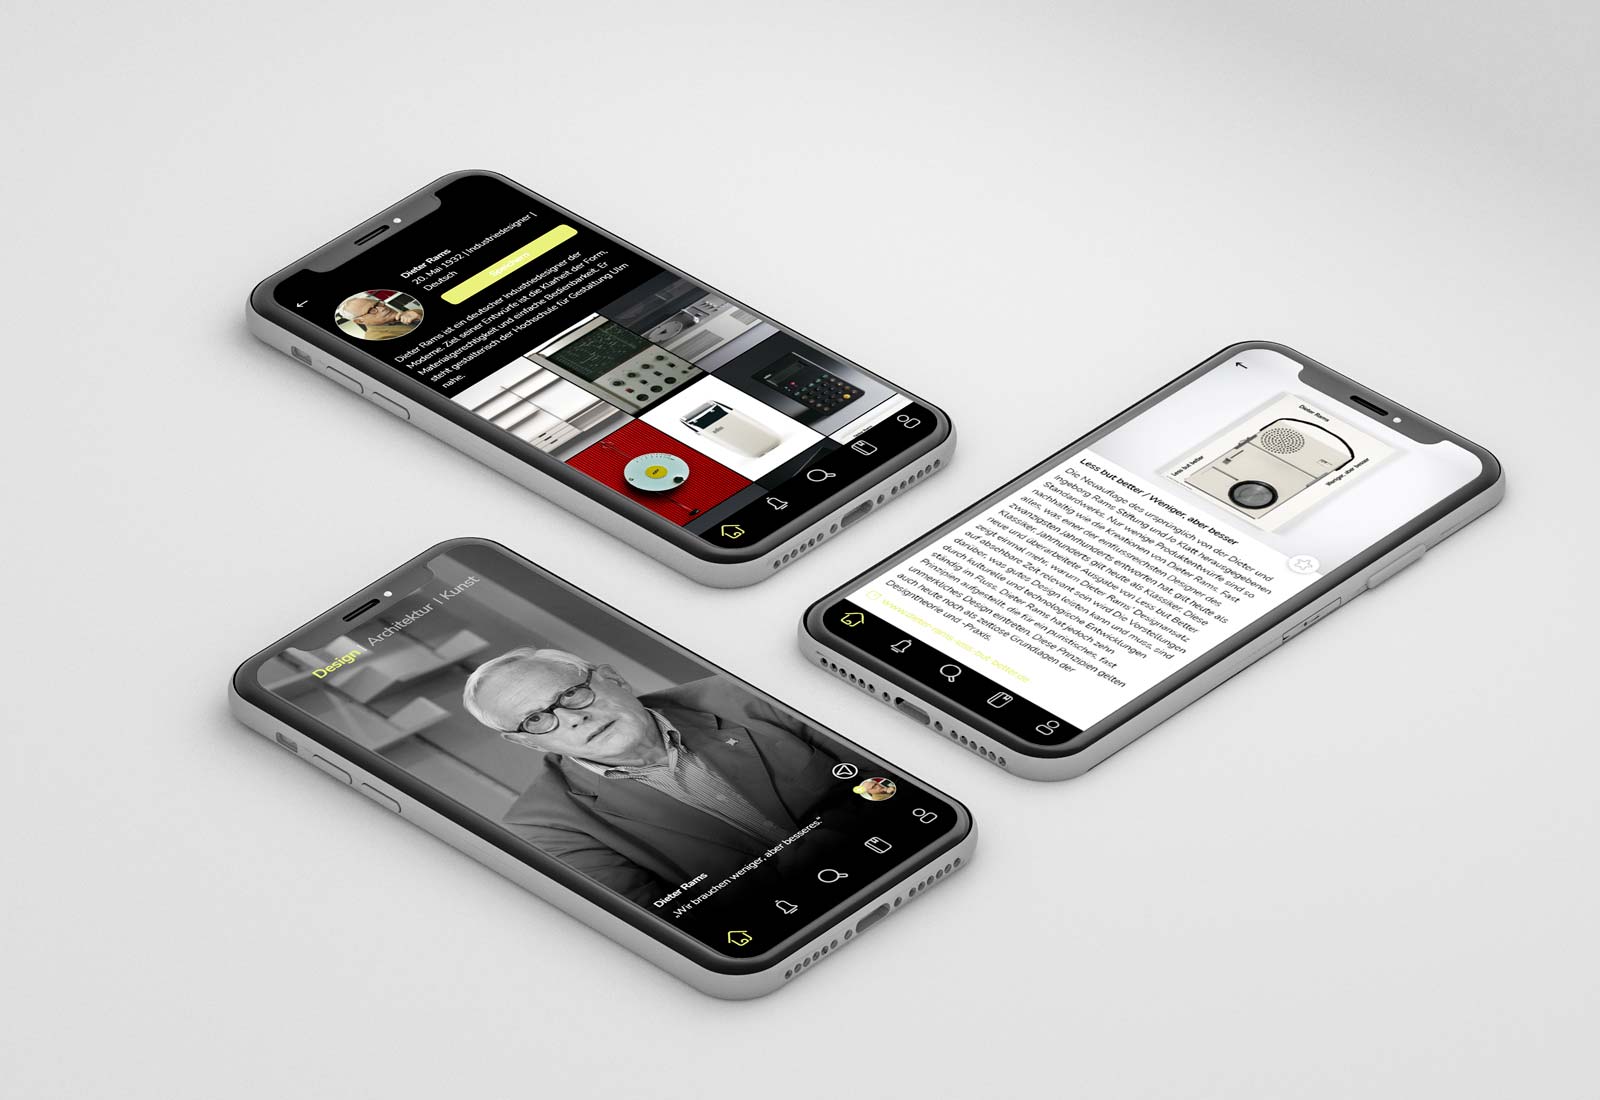 Dieter Rams
20. Mai 1932 | Industriedesigner |
Deutsch
Speichern
Dieter Rams ist ein deutscher Industriedesigner der
Moderne. Ziel seiner Entwürfe ist die Klarheit der Form,
Materialgerechtigkeit und einfache Bedienbarkeit. Er
steht gestalterisch der Hochschule für Gestaltung Ulm
nahe.
Dieter Rams
Less but better
Weniger, aber besser
Less but better / Weniger, aber besser
Die Neuauflage des ursprünglich von der Dieter und
Ingeborg Rams Stiftung und Jo Klatt herausgegebenen
Standardwerks. Nur wenige Produktentwürfe sind so
nachhaltig wie die Kreationen von Dieter Rams. Fast
alles, was einer der einflussreichsten Designer des
zwanzigsten Jahrhunderts entworfen hat, gilt heute als
Klassiker. Jahrhunderts gilt heute als Klassiker. Diese
neue und überarbeitete Ausgabe von Less but Better
zeigt einmal mehr, warum Dieter Rams' Designansatz
auf absehbare Zeit relevant sein wird Die Vorstellungen
darüber, was gutes Design leisten kann und muss, sind
durch kulturelle und technologische Entwicklungen
ständig im Fluss. Dieter Rams hat jedoch zehn
Prinzipien aufgestellt, die für ein puristisches, fast
unmerkliches Design eintreten. Diese Prinzipien gelten
auch heute noch als zeitlose Grundlagen der
Designtheorie und -Praxis.
www.dieter-rams-less-but-better.de
Design | Architektur | Kunst
Dieter Rams
„Wir brauchen weniger, aber besseres."